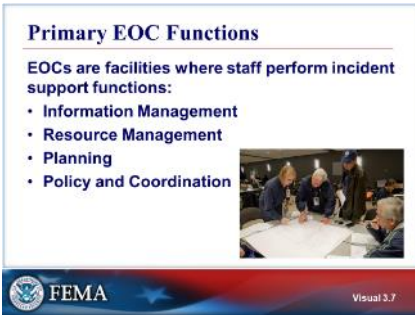 Primary EOC Functions
EOCs are facilities where staff perform incident
support functions:
• Information Management
• Resource Management
• Planning
• Policy and Coordination
FEMA
Visual 3.7